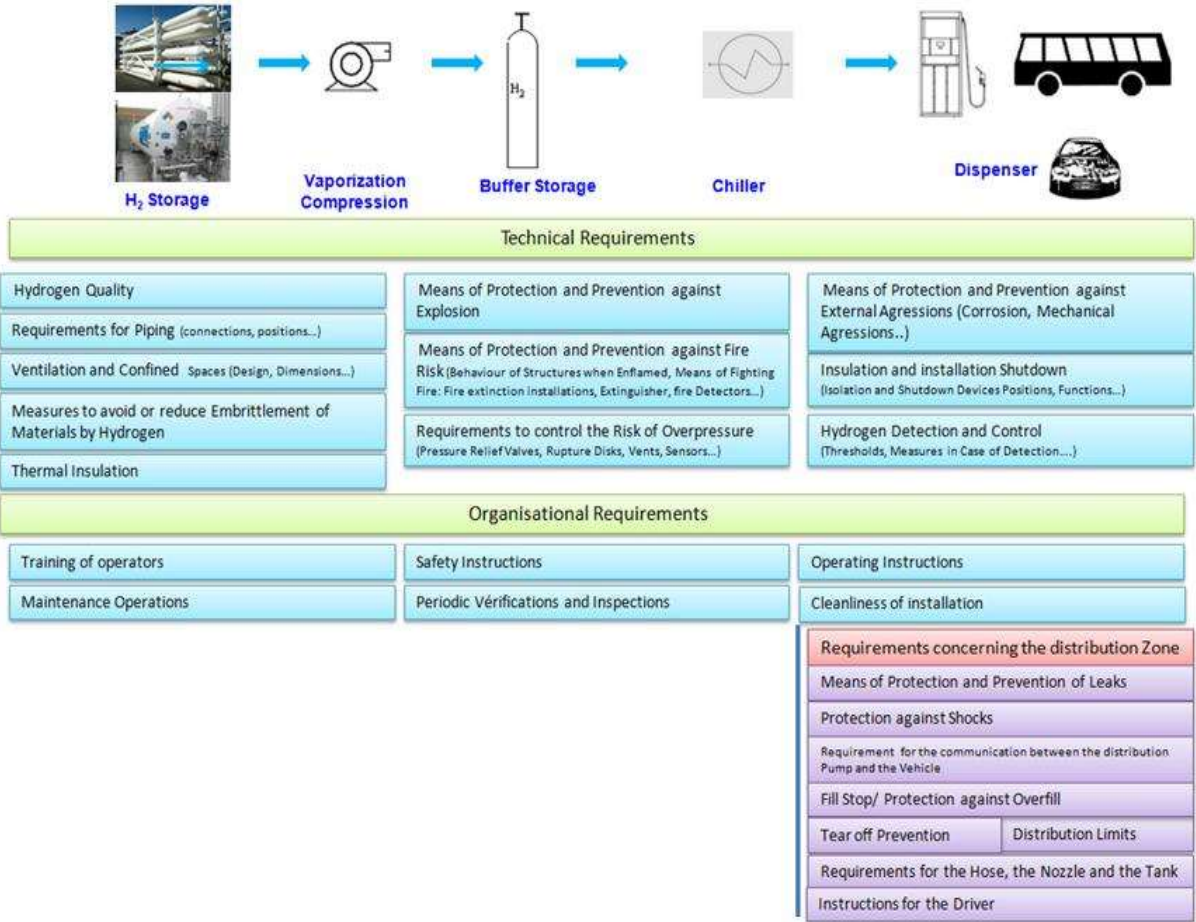 H₂
H₂ Storage
Vaporization
Compression
Buffer Storage
Chiller
Dispenser
Technical Requirements
Hydrogen Quality
Requirements for Piping (connections, positions…)
Ventilation and Confined Spaces (Design, Dimensions…)
Measures to avoid or reduce Embrittlement of
Materials by Hydrogen
Thermal Insulation
Means of Protection and Prevention against
Explosion
Means of Protection and Prevention against Fire
Risk (Behaviour of Structures when Enflamed, Means of Fighting
Fire: Fire extinction installations, Extinguisher, fire Detectors…)
Requirements to control the Risk of Overpressure
(Pressure Relief Valves, Rupture Disks, Vents, Sensors…)
Means of Protection and Prevention against
External Agressions (Corrosion, Mechanical
Agressions..)
Insulation and installation Shutdown
(Isolation and Shutdown Devices Positions, Functions…)
Hydrogen Detection and Control
(Thresholds, Measures in Case of Detection….)
Organisational Requirements
Training of operators
Safety Instructions
Operating Instructions
Maintenance Operations
Periodic Vérifications and Inspections
Cleanliness of installation
Requirements concerning the distribution Zone
Means of Protection and Prevention of Leaks
Protection against Shocks
Requirement for the communication between the distribution
Pump and the Vehicle
Fill Stop/ Protection against Overfill
Tear off Prevention
Distribution Limits
Requirements for the Hose, the Nozzle and the Tank
Instructions for the Driver